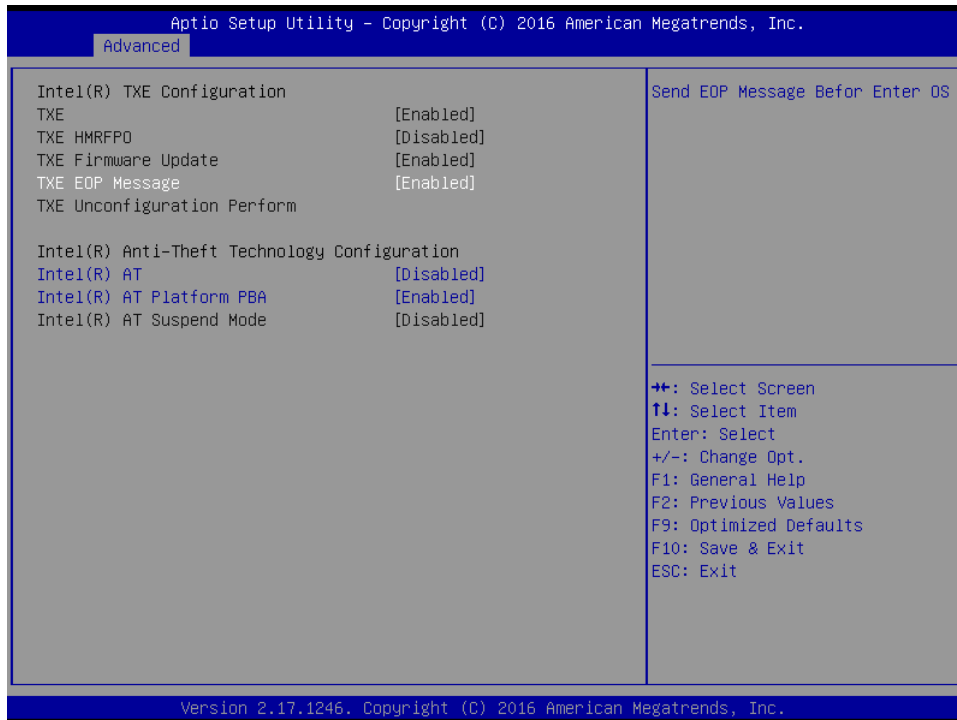 Aptio Setup Utility – Copyright (C) 2016 American Megatrends, Inc.
Advanced
Intel(R) TXE Configuration
TXE [Enabled]
TXE HMRFPO [Disabled]
TXE Firmware Update [Enabled]
TXE EOP Message [Enabled]
TXE Unconfiguration Perform
Intel(R) Anti-Theft Technology Configuration
Intel(R) AT [Disabled]
Intel(R) AT Platform PBA [Enabled]
Intel(R) AT Suspend Mode [Disabled]
Send EOP Message Befor Enter OS
→←: Select Screen
↑↓: Select Item
Enter: Select
+/-: Change Opt.
F1: General Help
F2: Previous Values
F9: Optimized Defaults
F10: Save & Exit
ESC: Exit
Version 2.17.1246. Copyright (C) 2016 American Megatrends, Inc.